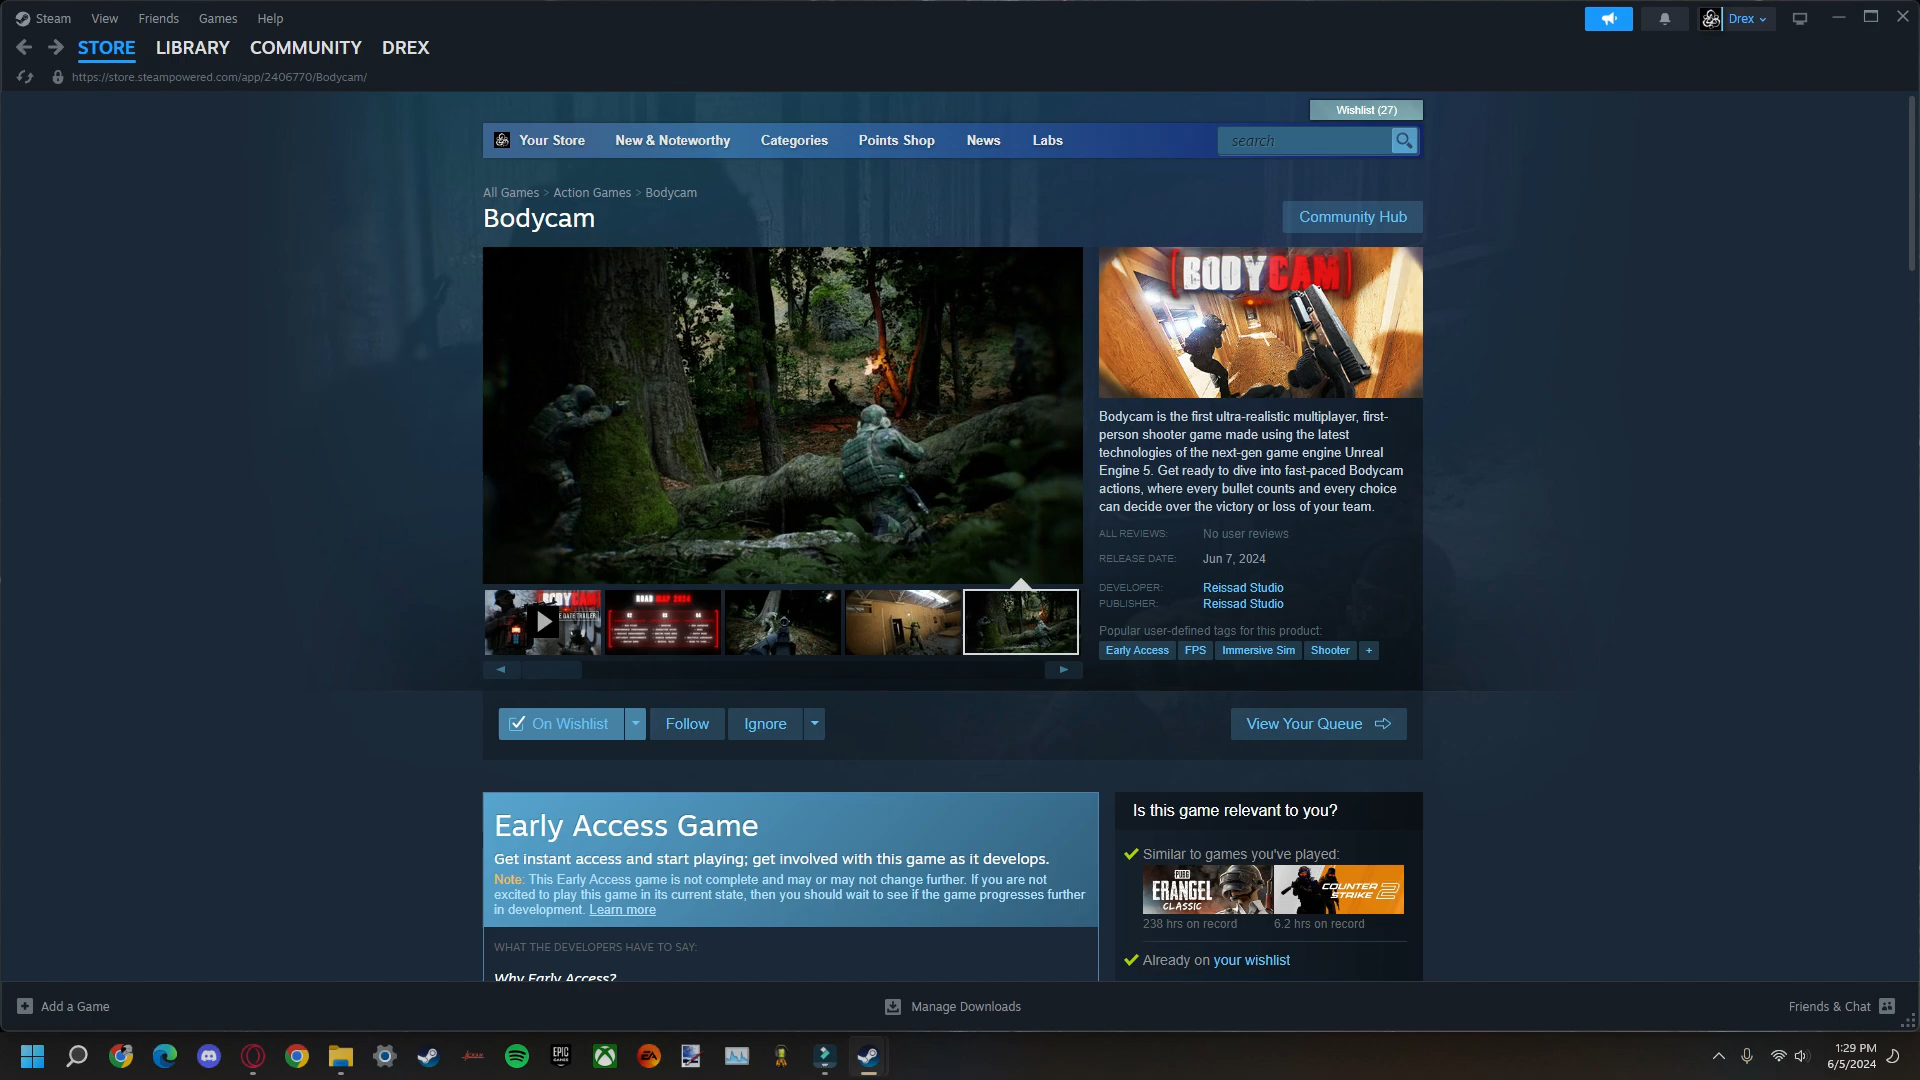 Steam View Friends Games Help
Drex
STORE LIBRARY COMMUNITY DREX
https://store.steampowered.com/app/2406770/Bodycam/
Wishlist (27)
Your Store New & Noteworthy Categories Points Shop News Labs
search
All Games > Action Games > Bodycam
Bodycam
Community Hub
BODYCAM
Bodycam is the first ultra-realistic multiplayer, first-
person shooter game made using the latest
technologies of the next-gen game engine Unreal
Engine 5. Get ready to dive into fast-paced Bodycam
actions, where every bullet counts and every choice
can decide over the victory or loss of your team.
ALL REVIEWS: No user reviews
RELEASE DATE: Jun 7, 2024
DEVELOPER: Reissad Studio
PUBLISHER: Reissad Studio
Popular user-defined tags for this product:
Early Access FPS Immersive Sim Shooter +
BODYCAM
E DATE TRAILER
ROAD MAP 2024
On Wishlist Follow Ignore View Your Queue
Early Access Game
Get instant access and start playing; get involved with this game as it develops.
Note: This Early Access game is not complete and may or may not change further. If you are not
excited to play this game in its current state, then you should wait to see if the game progresses further
in development. Learn more
WHAT THE DEVELOPERS HAVE TO SAY:
Why Early Access?
Is this game relevant to you?
Similar to games you've played:
PUBG
ERANGEL
CLASSIC
COUNTER
STRIKE 2
238 hrs on record 6.2 hrs on record
Already on your wishlist
Add a Game Manage Downloads Friends & Chat
EPIC
GAMES
EA
1:29 PM
6/5/2024